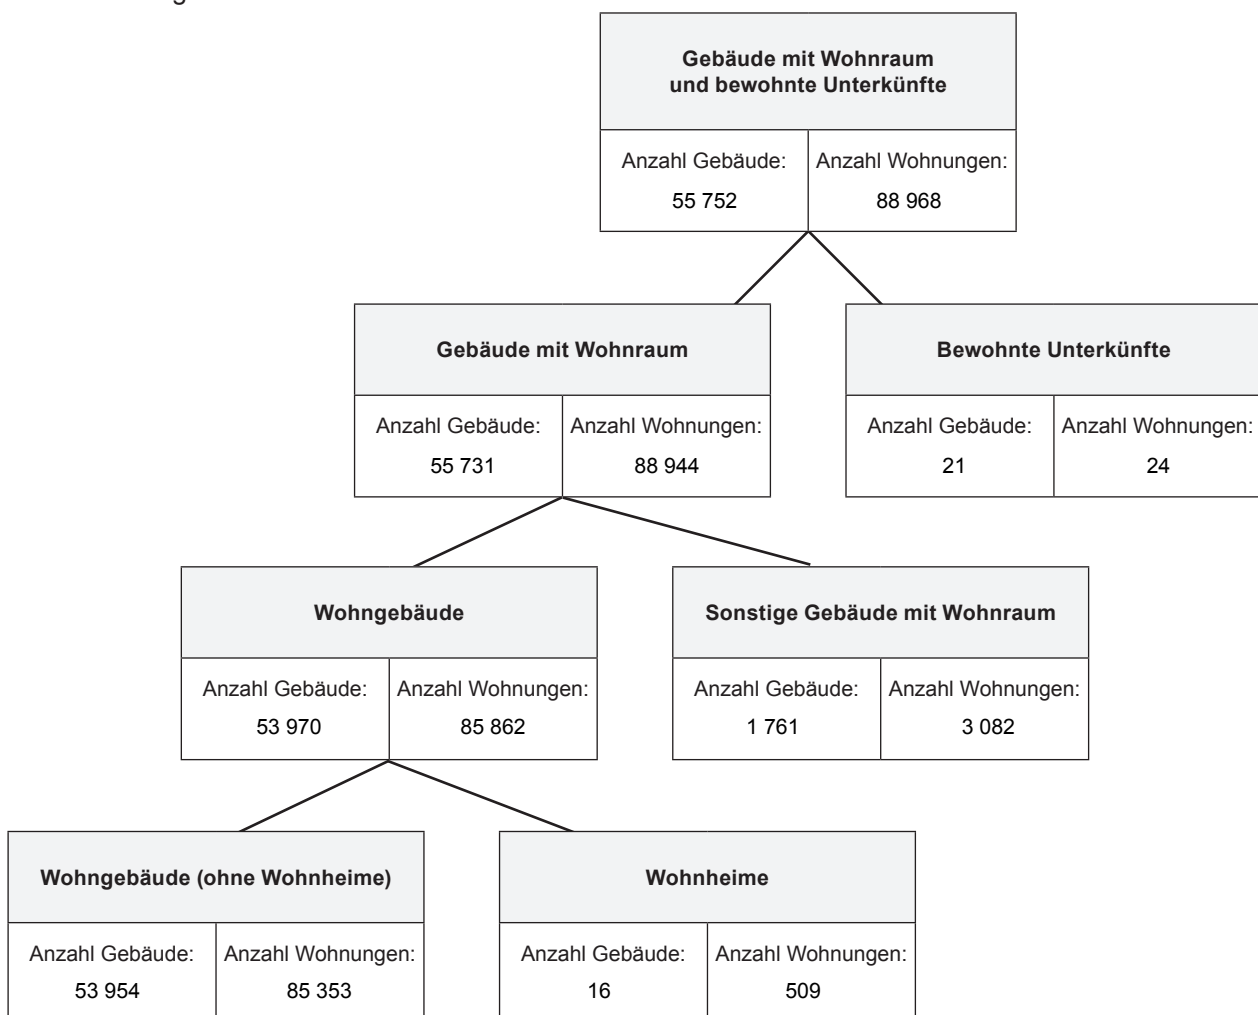 Gebäude mit Wohnraum
und bewohnte Unterkünfte
Anzahl Gebäude: Anzahl Wohnungen:
55 752 88 968
Gebäude mit Wohnraum
Anzahl Gebäude: Anzahl Wohnungen:
55 731 88 944
Bewohnte Unterkünfte
Anzahl Gebäude: Anzahl Wohnungen:
21 24
Wohngebäude
Anzahl Gebäude: Anzahl Wohnungen:
53 970 85 862
Sonstige Gebäude mit Wohnraum
Anzahl Gebäude: Anzahl Wohnungen:
1 761 3 082
Wohngebäude (ohne Wohnheime)
Anzahl Gebäude: Anzahl Wohnungen:
53 954 85 353
Wohnheime
Anzahl Gebäude: Anzahl Wohnungen:
16 509